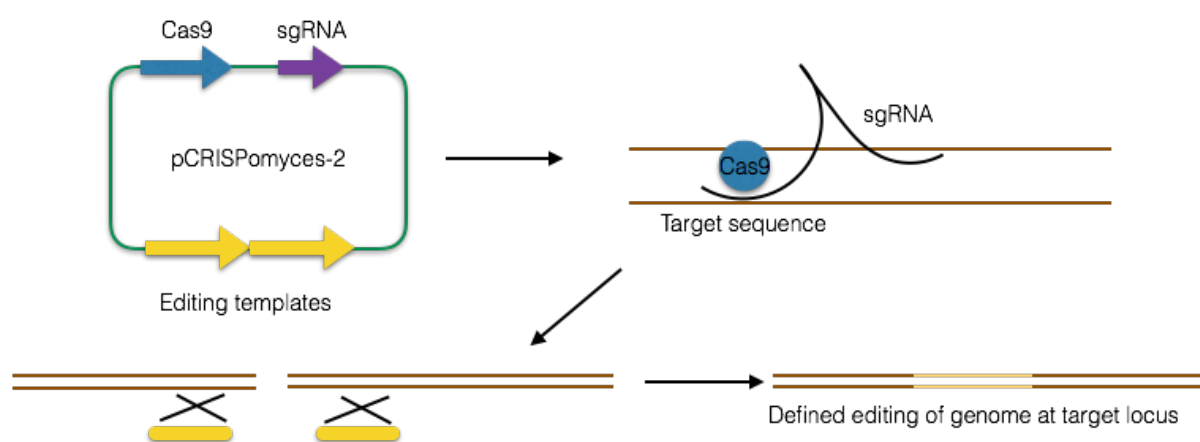 Cas9
sgRNA
pCRISPomyces-2
Editing templates
sgRNA
Cas9
Target sequence
Defined editing of genome at target locus